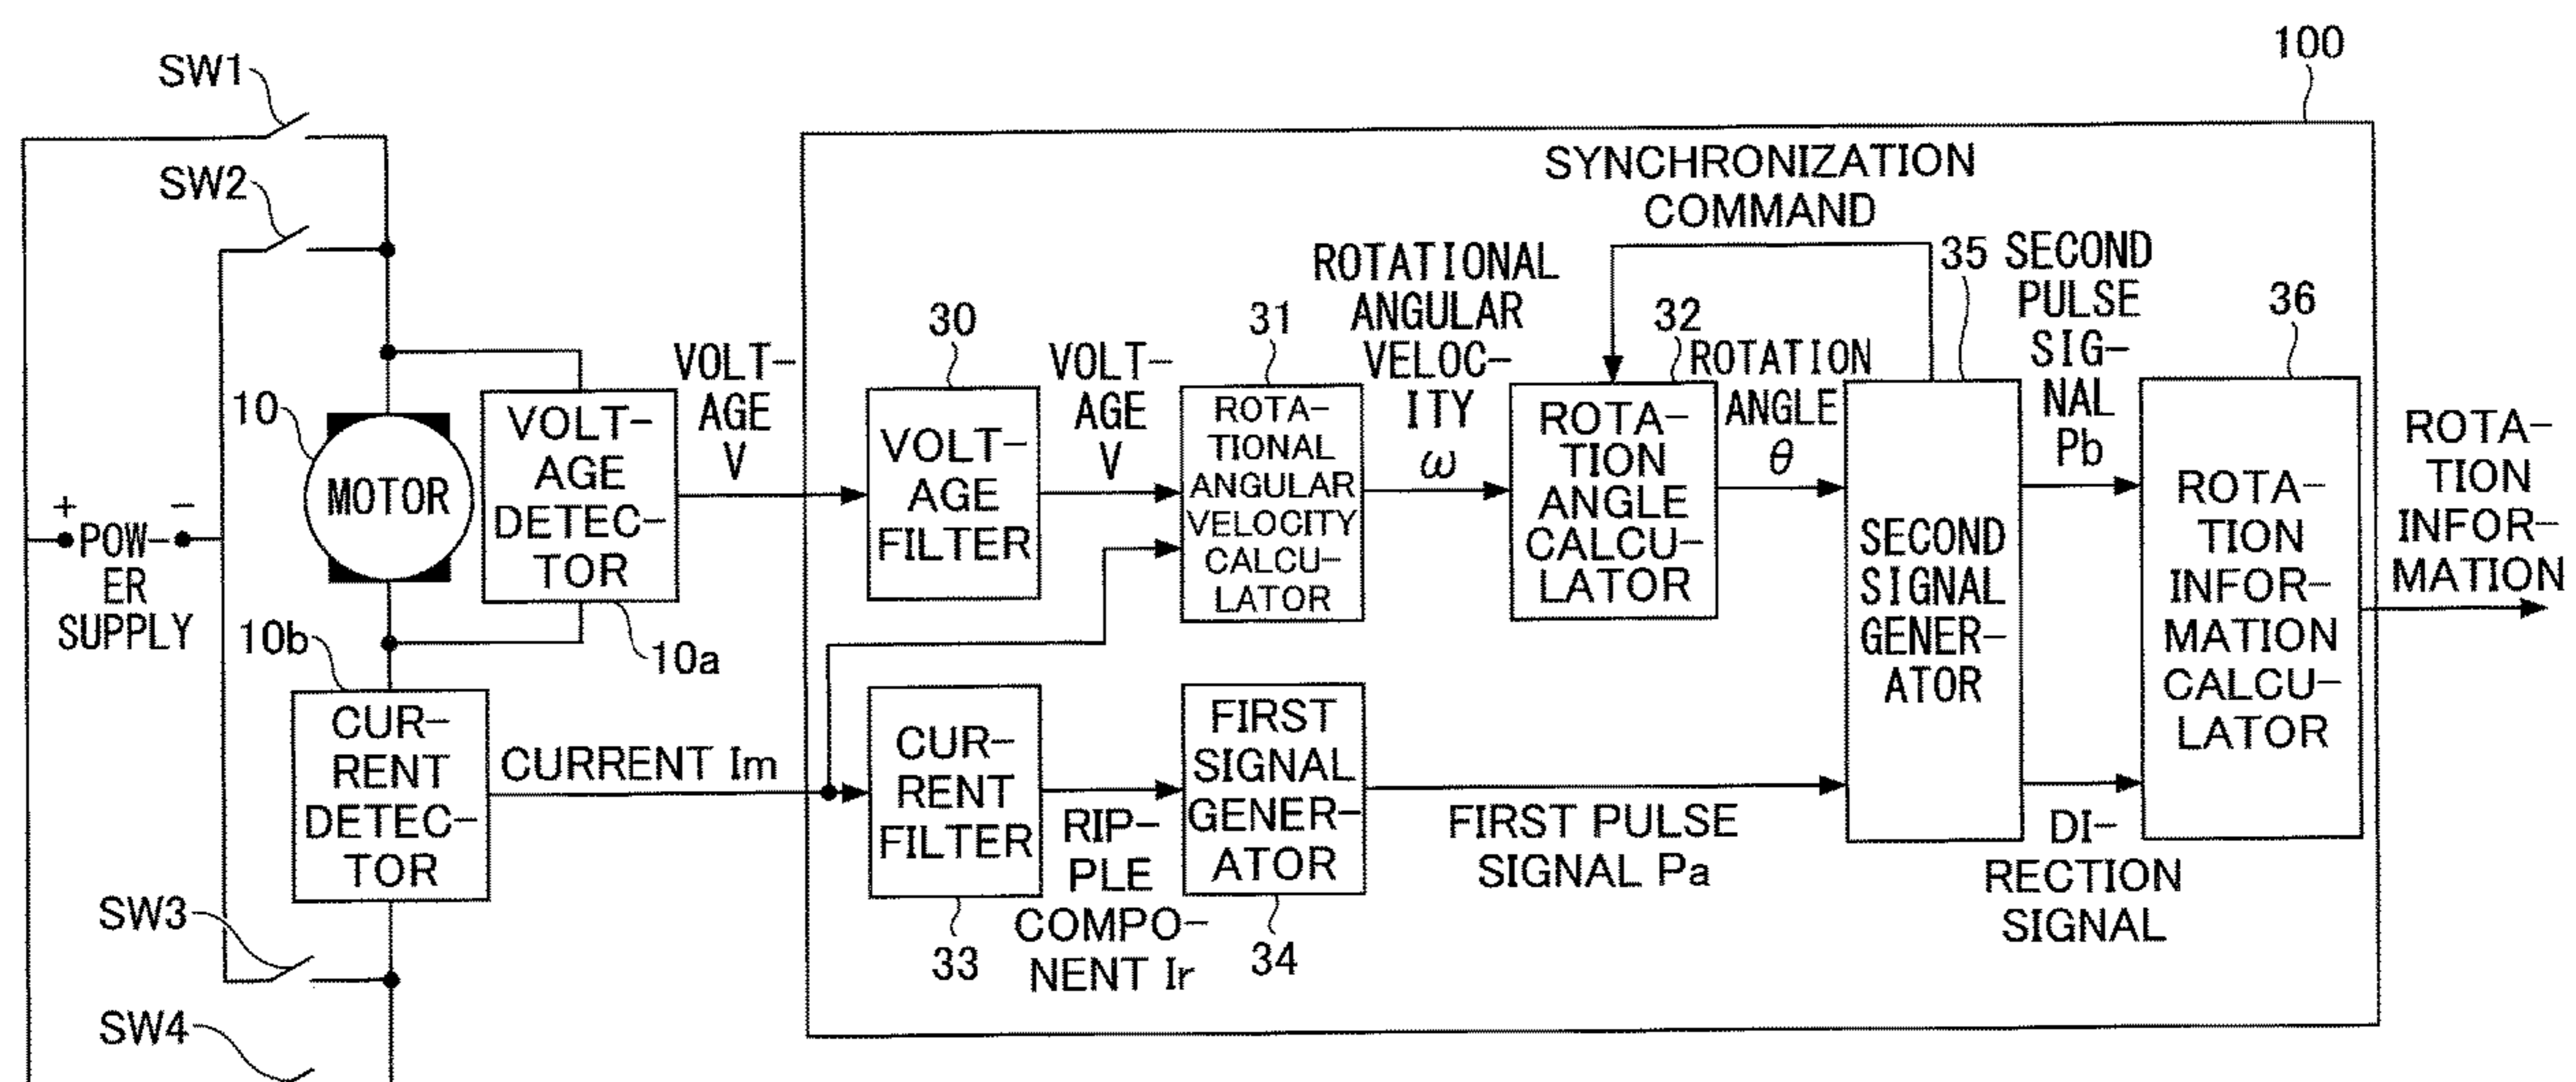 100
SW1
SYNCHRONIZATION
COMMAND
SW2
35
SECOND
PULSE
SIG-
NAL
Pb
ROTATIONAL
ANGULAR
VELOC-
ITY
ω
30
31
32
36
VOLT-
AGE
V
VOLT-
AGE
V
ROTATION
ANGLE
θ
10
MOTOR
VOLT-
AGE
DETEC-
TOR
VOLT-
AGE
FILTER
ROTA-
TIONAL
ANGULAR
VELOCITY
CALCU-
LATOR
ROTA-
TION
ANGLE
CALCU-
LATOR
SECOND
SIGNAL
GENER-
ATOR
ROTA-
TION
INFOR-
MATION
CALCU-
LATOR
ROTA-
TION
INFOR-
MATION
+ -
POW-
ER
SUPPLY
10b
10a
CUR-
RENT
DETEC-
TOR
CURRENT Im
CUR-
RENT
FILTER
RIP-
PLE
COMPO-
NENT Ir
FIRST
SIGNAL
GENER-
ATOR
FIRST PULSE
SIGNAL Pa
DI-
RECTION
SIGNAL
SW3
33
34
SW4